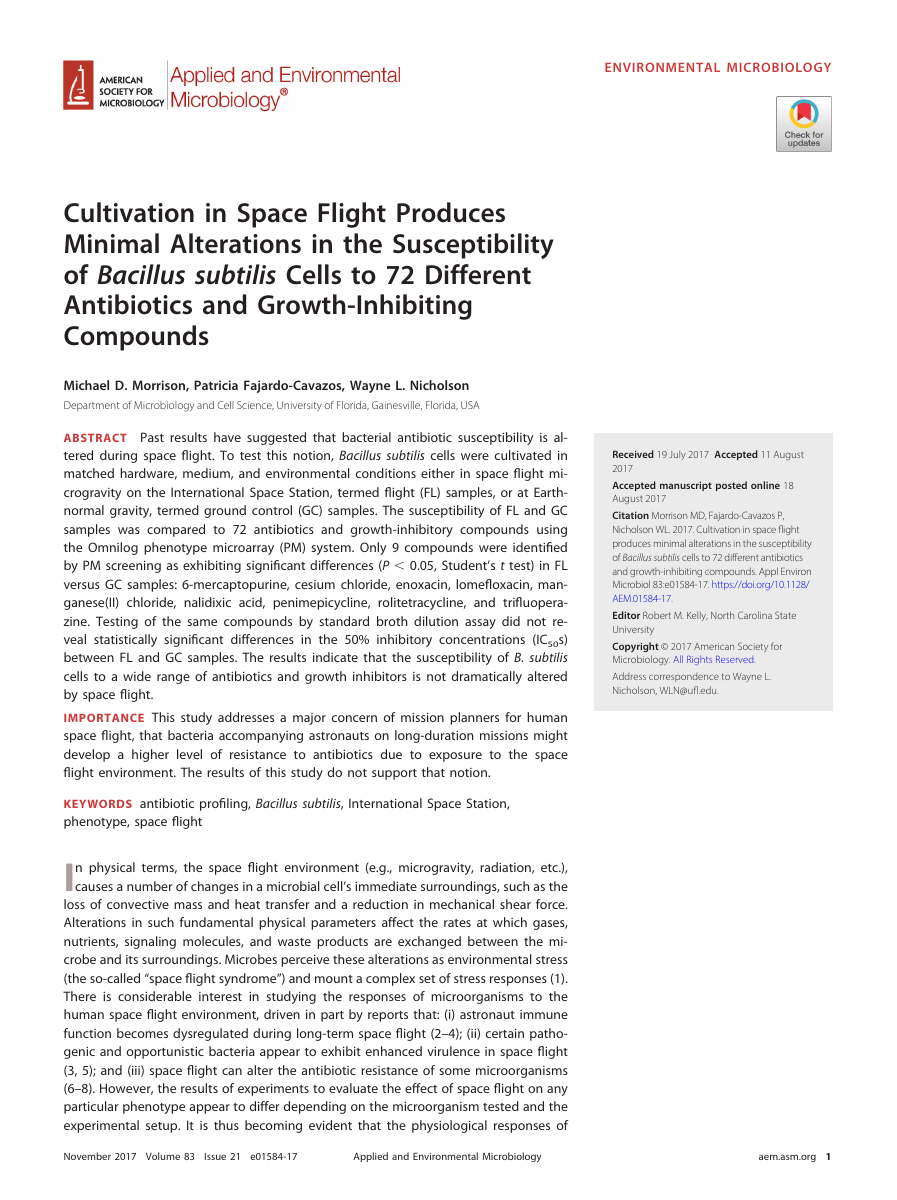 AMERICAN
SOCIETY FOR
MICROBIOLOGY
Applied and Environmental
Microbiology®
ENVIRONMENTAL MICROBIOLOGY
Check for
updates
Cultivation in Space Flight Produces
Minimal Alterations in the Susceptibility
of Bacillus subtilis Cells to 72 Different
Antibiotics and Growth-Inhibiting
Compounds
Michael D. Morrison, Patricia Fajardo-Cavazos, Wayne L. Nicholson
Department of Microbiology and Cell Science, University of Florida, Gainesville, Florida, USA
ABSTRACT Past results have suggested that bacterial antibiotic susceptibility is al-
tered during space flight. To test this notion, Bacillus subtilis cells were cultivated in
matched hardware, medium, and environmental conditions either in space flight mi-
crogravity on the International Space Station, termed flight (FL) samples, or at Earth-
normal gravity, termed ground control (GC) samples. The susceptibility of FL and GC
samples was compared to 72 antibiotics and growth-inhibitory compounds using
the Omnilog phenotype microarray (PM) system. Only 9 compounds were identified
by PM screening as exhibiting significant differences (P < 0.05, Student's t test) in FL
versus GC samples: 6-mercaptopurine, cesium chloride, enoxacin, lomefloxacin, man-
ganese(II) chloride, nalidixic acid, penimepicycline, rolitetracycline, and trifluopera-
zine. Testing of the same compounds by standard broth dilution assay did not re-
veal statistically significant differences in the 50% inhibitory concentrations (IC50s)
between FL and GC samples. The results indicate that the susceptibility of B. subtilis
cells to a wide range of antibiotics and growth inhibitors is not dramatically altered
by space flight.
IMPORTANCE This study addresses a major concern of mission planners for human
space flight, that bacteria accompanying astronauts on long-duration missions might
develop a higher level of resistance to antibiotics due to exposure to the space
flight environment. The results of this study do not support that notion.
KEYWORDS antibiotic profiling, Bacillus subtilis, International Space Station,
phenotype, space flight
Received 19 July 2017 Accepted 11 August
2017
Accepted manuscript posted online 18
August 2017
Citation Morrison MD, Fajardo-Cavazos P,
Nicholson WL. 2017. Cultivation in space flight
produces minimal alterations in the susceptibility
of Bacillus subtilis cells to 72 different antibiotics
and growth-inhibiting compounds. Appl Environ
Microbiol 83:e01584-17. https://doi.org/10.1128/
AEM.01584-17.
Editor Robert M. Kelly, North Carolina State
University
Copyright © 2017 American Society for
Microbiology. All Rights Reserved.
Address correspondence to Wayne L.
Nicholson, WLN@ufl.edu.
In physical terms, the space flight environment (e.g., microgravity, radiation, etc.),
causes a number of changes in a microbial cell's immediate surroundings, such as the
loss of convective mass and heat transfer and a reduction in mechanical shear force.
Alterations in such fundamental physical parameters affect the rates at which gases,
nutrients, signaling molecules, and waste products are exchanged between the mi-
crobe and its surroundings. Microbes perceive these alterations as environmental stress
(the so-called “space flight syndrome”) and mount a complex set of stress responses (1).
There is considerable interest in studying the responses of microorganisms to the
human space flight environment, driven in part by reports that: (i) astronaut immune
function becomes dysregulated during long-term space flight (2–4); (ii) certain patho-
genic and opportunistic bacteria appear to exhibit enhanced virulence in space flight
(3, 5); and (iii) space flight can alter the antibiotic resistance of some microorganisms
(6–8). However, the results of experiments to evaluate the effect of space flight on any
particular phenotype appear to differ depending on the microorganism tested and the
experimental setup. It is thus becoming evident that the physiological responses of
November 2017 Volume 83 Issue 21 e01584-17
Applied and Environmental Microbiology
aem.asm.org 1